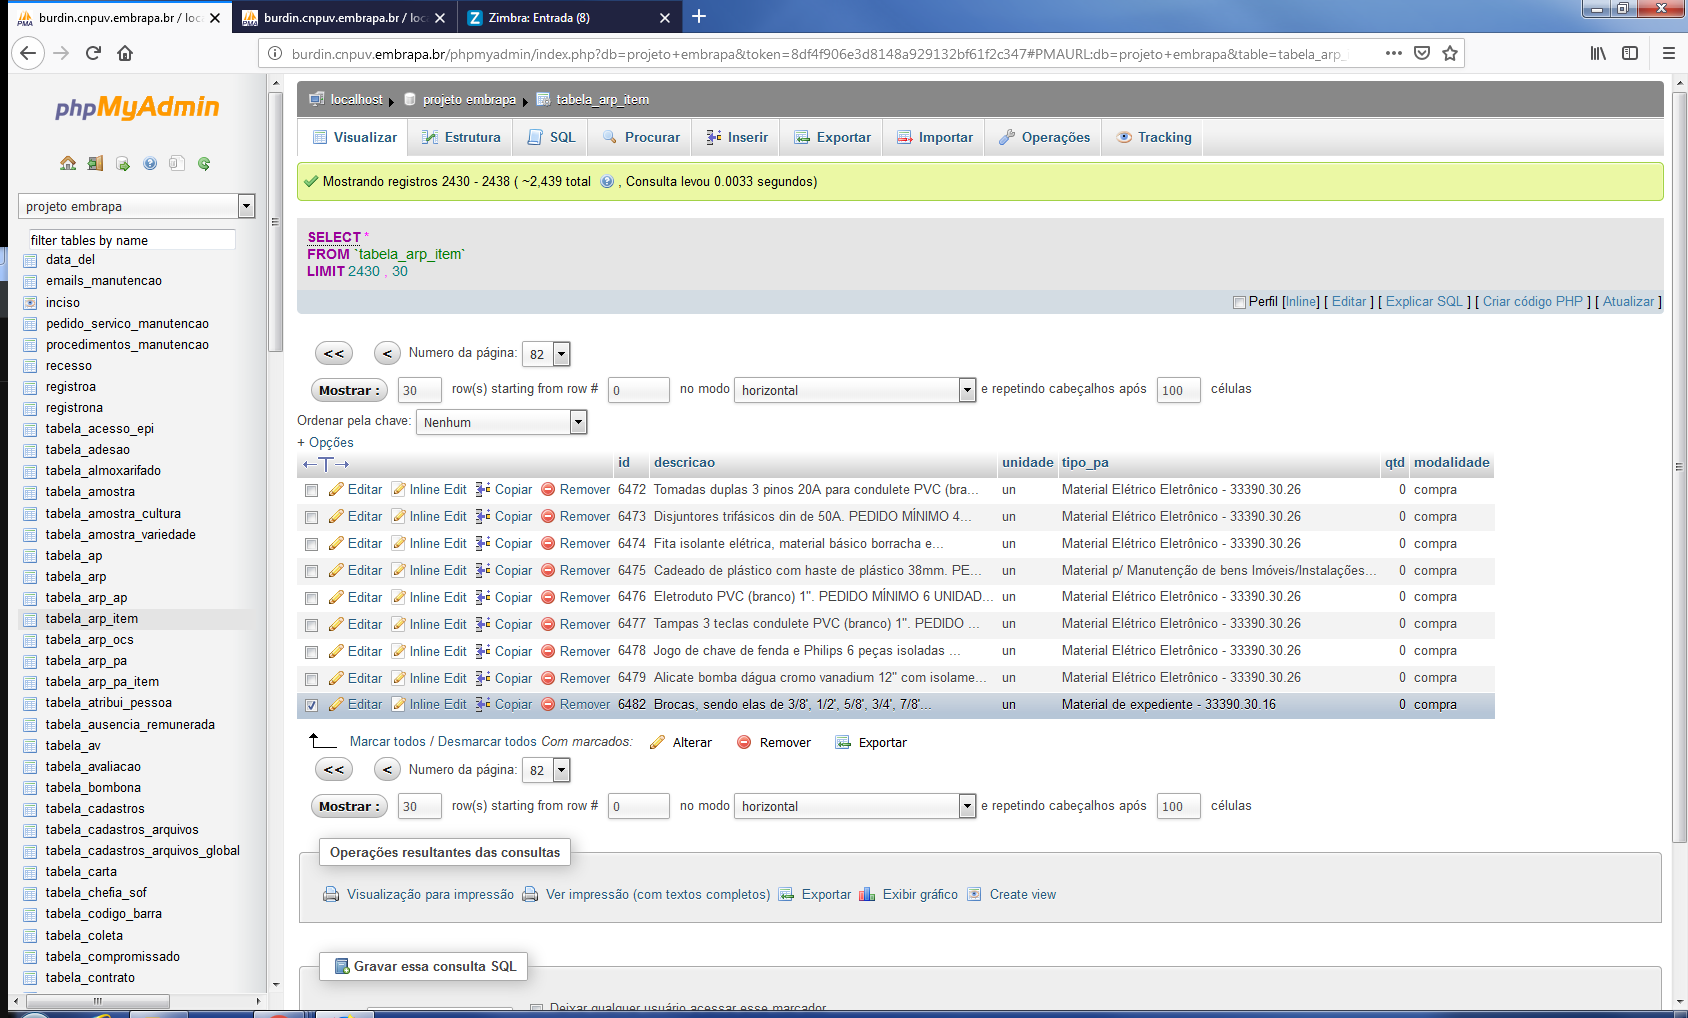 burdin.cnpuv.embrapa.br / loca
burdin.cnpuv.embrapa.br / loca
Zimbra: Entrada (8)
burdin.cnpuv.embrapa.br/phpmyadmin/index.php?db=projeto+embrapa&token=8df4f906e3d8148a929132bf61f2c347#PMAURL:db=projeto+embrapa&table=tabela_arp_
phpMyAdmin
projeto embrapa
filter tables by name
data_del
emails_manutencao
inciso
pedido_servico_manutencao
procedimentos_manutencao
recesso
registroa
registrona
tabela_acesso_epi
tabela_adesao
tabela_almoxarifado
tabela_amostra
tabela_amostra_cultura
tabela_amostra_variedade
tabela_ap
tabela_arp
tabela_arp_ap
tabela_arp_item
tabela_arp_ocs
tabela_arp_pa
tabela_arp_pa_item
tabela_atribui_pessoa
tabela_ausencia_remunerada
tabela_av
tabela_avaliacao
tabela_bombona
tabela_cadastros
tabela_cadastros_arquivos
tabela_cadastros_arquivos_global
tabela_carta
tabela_chefia_sof
tabela_codigo_barra
tabela_coleta
tabela_compromissado
tabela_contrato
localhost projeto embrapa tabela_arp_item
Visualizar Estrutura SQL Procurar Inserir Exportar Importar Operações Tracking
Mostrando registros 2430 - 2438 ( ~2,439 total , Consulta levou 0.0033 segundos)
SELECT *
FROM `tabela_arp_item`
LIMIT 2430 , 30
Perfil [Inline] [ Editar ] [ Explicar SQL ] [ Criar código PHP ] [ Atualizar ]
<< < Numero da página: 82
Mostrar : 30 row(s) starting from row # 0 no modo horizontal e repetindo cabeçalhos após 100 células
Ordenar pela chave: Nenhum
+ Opções
←T→ id descricao unidade tipo_pa qtd modalidade
Editar Inline Edit Copiar Remover 6472 Tomadas duplas 3 pinos 20A para condulete PVC (bra... un Material Elétrico Eletrônico - 33390.30.26 0 compra
Editar Inline Edit Copiar Remover 6473 Disjuntores trifásicos din de 50A. PEDIDO MÍNIMO 4... un Material Elétrico Eletrônico - 33390.30.26 0 compra
Editar Inline Edit Copiar Remover 6474 Fita isolante elétrica, material básico borracha e... un Material Elétrico Eletrônico - 33390.30.26 0 compra
Editar Inline Edit Copiar Remover 6475 Cadeado de plástico com haste de plástico 38mm. PE... un Material p/ Manutenção de bens Imóveis/Instalações... 0 compra
Editar Inline Edit Copiar Remover 6476 Eletroduto PVC (branco) 1". PEDIDO MÍNIMO 6 UNIDAD... un Material Elétrico Eletrônico - 33390.30.26 0 compra
Editar Inline Edit Copiar Remover 6477 Tampas 3 teclas condulete PVC (branco) 1". PEDIDO ... un Material Elétrico Eletrônico - 33390.30.26 0 compra
Editar Inline Edit Copiar Remover 6478 Jogo de chave de fenda e Philips 6 peças isoladas ... un Material Elétrico Eletrônico - 33390.30.26 0 compra
Editar Inline Edit Copiar Remover 6479 Alicate bomba dágua cromo vanadium 12" com isolame... un Material Elétrico Eletrônico - 33390.30.26 0 compra
Editar Inline Edit Copiar Remover 6482 Brocas, sendo elas de 3/8', 1/2', 5/8', 3/4', 7/8'... un Material de expediente - 33390.30.16 0 compra
Marcar todos / Desmarcar todos Com marcados: Alterar Remover Exportar
<< < Numero da página: 82
Mostrar : 30 row(s) starting from row # 0 no modo horizontal e repetindo cabeçalhos após 100 células
Operações resultantes das consultas
Visualização para impressão Ver impressão (com textos completos) Exportar Exibir gráfico Create view
Gravar essa consulta SQL
Deixar qualquer usuário acessar esse marcador